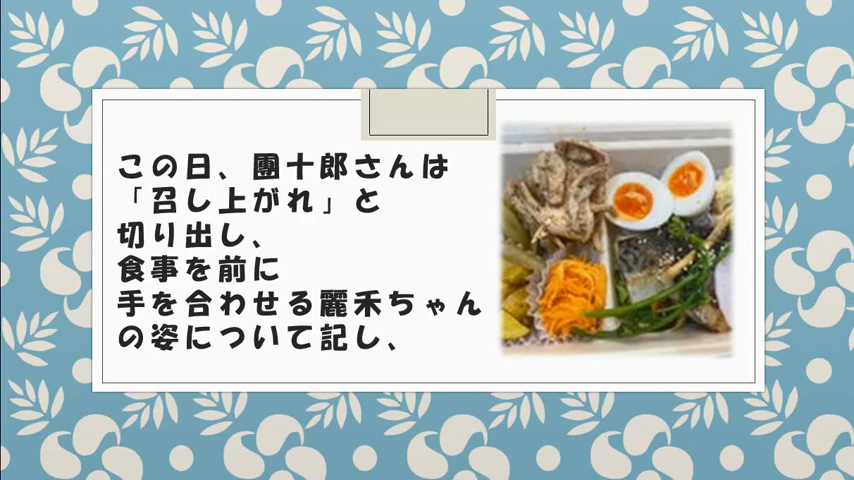 この日、團十郎さんは
「召し上がれ」と
切り出し、
食事を前に
手を合わせる麗禾ちゃん
の姿について記し、